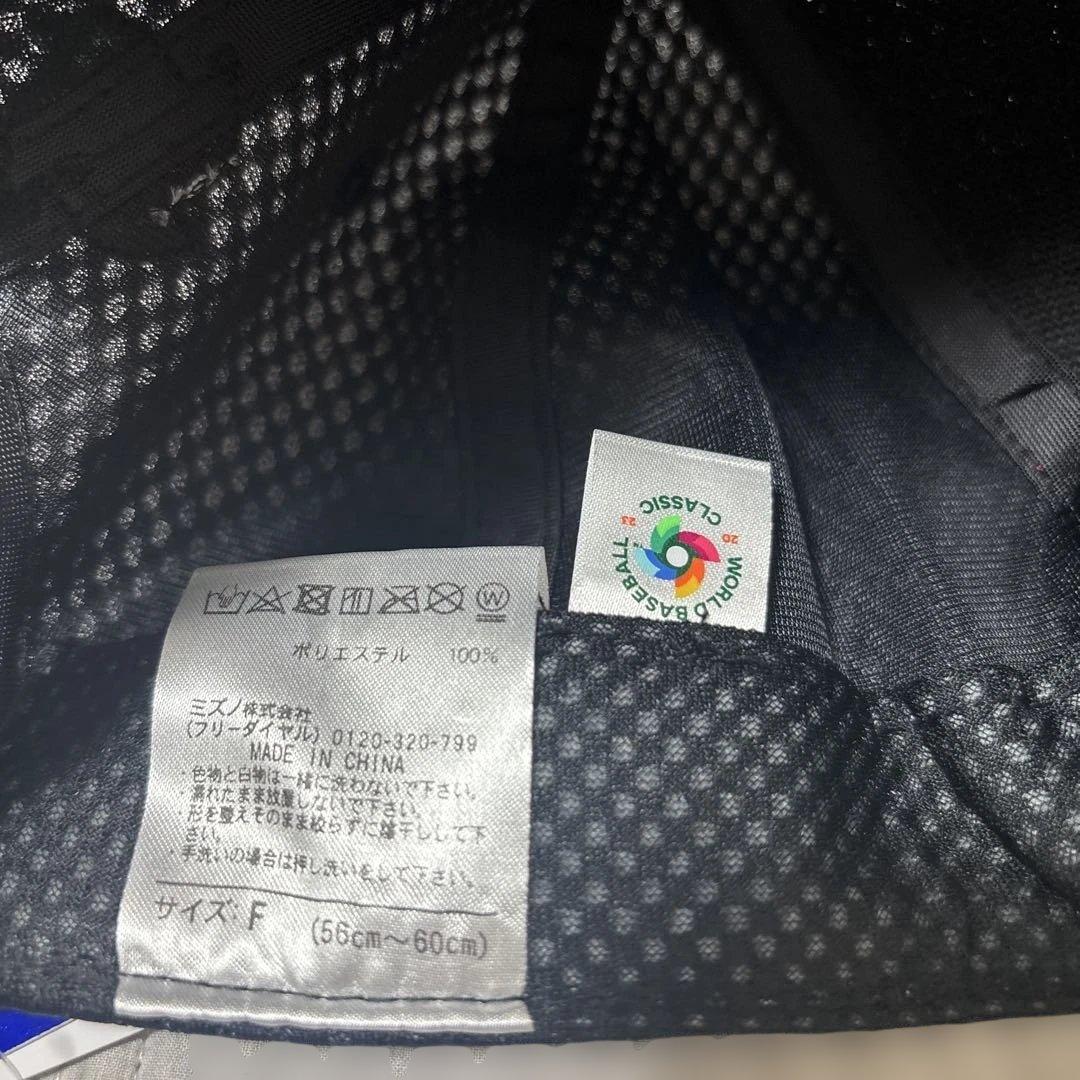 WORLD BASEBALL
CLASSIC
20 23
W
ポリエステル 100%
ミズノ株式会社
(フリーダイヤル) 0120-320-799
MADE IN CHINA
・色物と白物は一緒に洗わないで下さい。
濡れたまま放置しないで下さい。
・形を整えそのまま絞らずに陰干しして下
さい。
・手洗いの場合は押し洗いをして下さい。
サイズ:F (56cm～60cm)